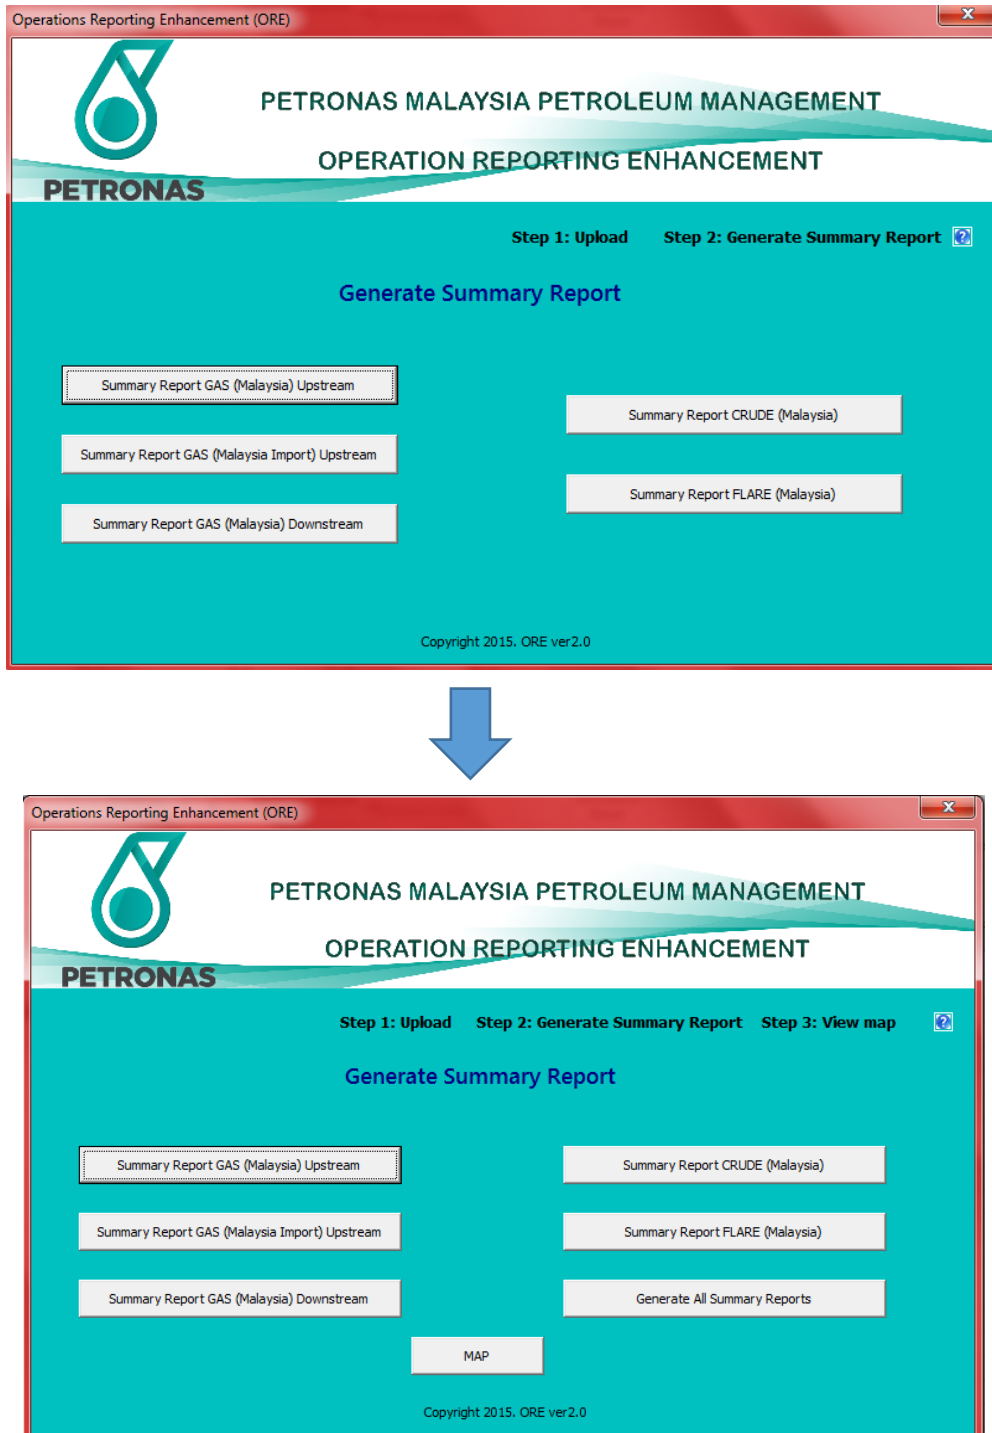 Operations Reporting Enhancement (ORE)
x
PETRONAS MALAYSIA PETROLEUM MANAGEMENT
OPERATION REPORTING ENHANCEMENT
PETRONAS
Step 1: Upload Step 2: Generate Summary Report ?
Generate Summary Report
Summary Report GAS (Malaysia) Upstream
Summary Report CRUDE (Malaysia)
Summary Report GAS (Malaysia Import) Upstream
Summary Report FLARE (Malaysia)
Summary Report GAS (Malaysia) Downstream
Copyright 2015. ORE ver2.0
Operations Reporting Enhancement (ORE)
x
PETRONAS MALAYSIA PETROLEUM MANAGEMENT
OPERATION REPORTING ENHANCEMENT
PETRONAS
Step 1: Upload Step 2: Generate Summary Report Step 3: View map ?
Generate Summary Report
Summary Report GAS (Malaysia) Upstream
Summary Report CRUDE (Malaysia)
Summary Report GAS (Malaysia Import) Upstream
Summary Report FLARE (Malaysia)
Summary Report GAS (Malaysia) Downstream
Generate All Summary Reports
MAP
Copyright 2015. ORE ver2.0